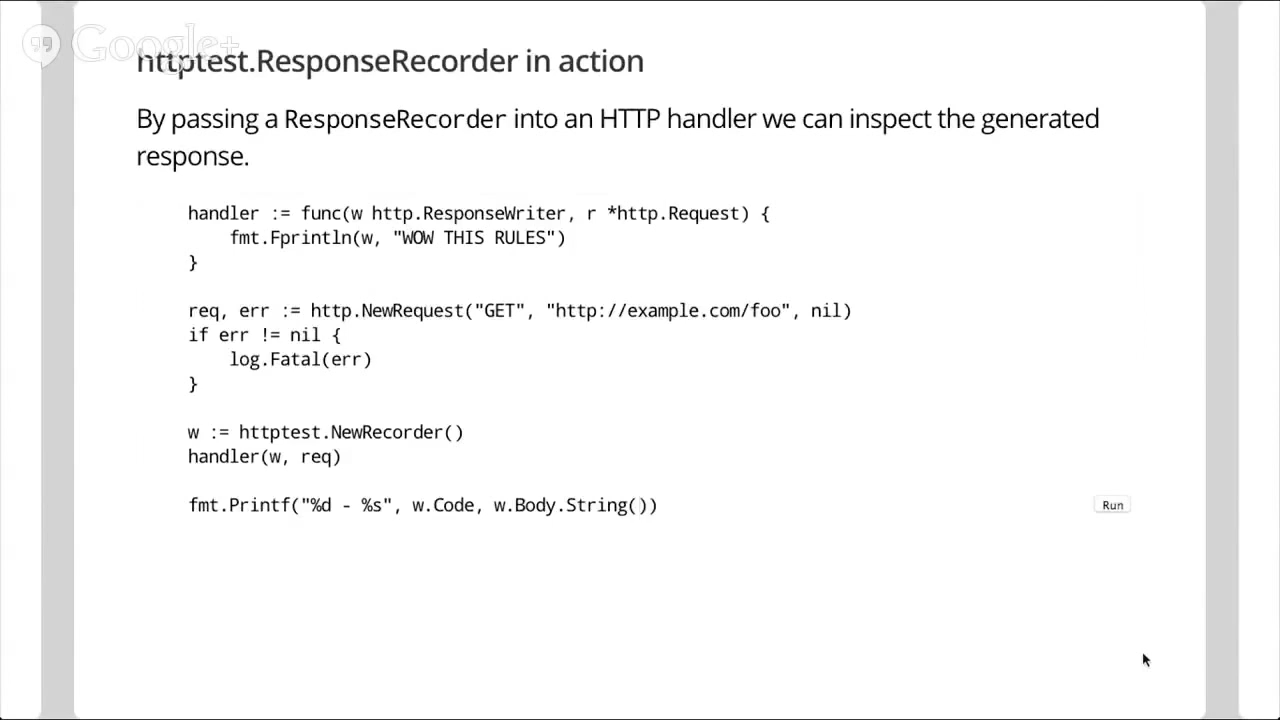 Google+
httptest.ResponseRecorder in action
By passing a ResponseRecorder into an HTTP handler we can inspect the generated
response.
handler := func(w http.ResponseWriter, r *http.Request) {
    fmt.Fprintln(w, "WOW THIS RULES")
}
req, err := http.NewRequest("GET", "http://example.com/foo", nil)
if err != nil {
    log.Fatal(err)
}
w := httptest.NewRecorder()
handler(w, req)
fmt.Printf("%d - %s", w.Code, w.Body.String())
Run